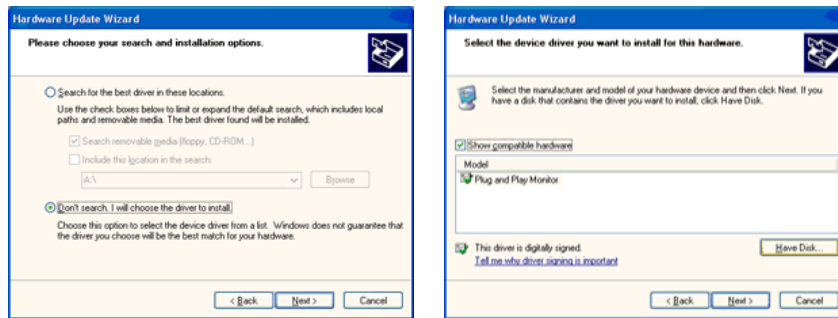 Hardware Update Wizard
Please choose your search and installation options.
Search for the best driver in these locations.
Use the check boxes below to limit or expand the default search, which includes local
paths and removable media. The best driver found will be installed.
Search removable media (floppy, CD-ROM...)
Include this location in the search:
A:\
Browse
Don't search. I will choose the driver to install.
Choose this option to select the device driver from a list. Windows does not guarantee that
the driver you choose will be the best match for your hardware.
< Back
Next >
Cancel
Hardware Update Wizard
Select the device driver you want to install for this hardware.
Select the manufacturer and model of your hardware device and then click Next. If you
have a disk that contains the driver you want to install, click Have Disk.
Show compatible hardware
Model
Plug and Play Monitor
This driver is digitally signed.
Tell me why driver signing is important
Have Disk...
< Back
Next >
Cancel